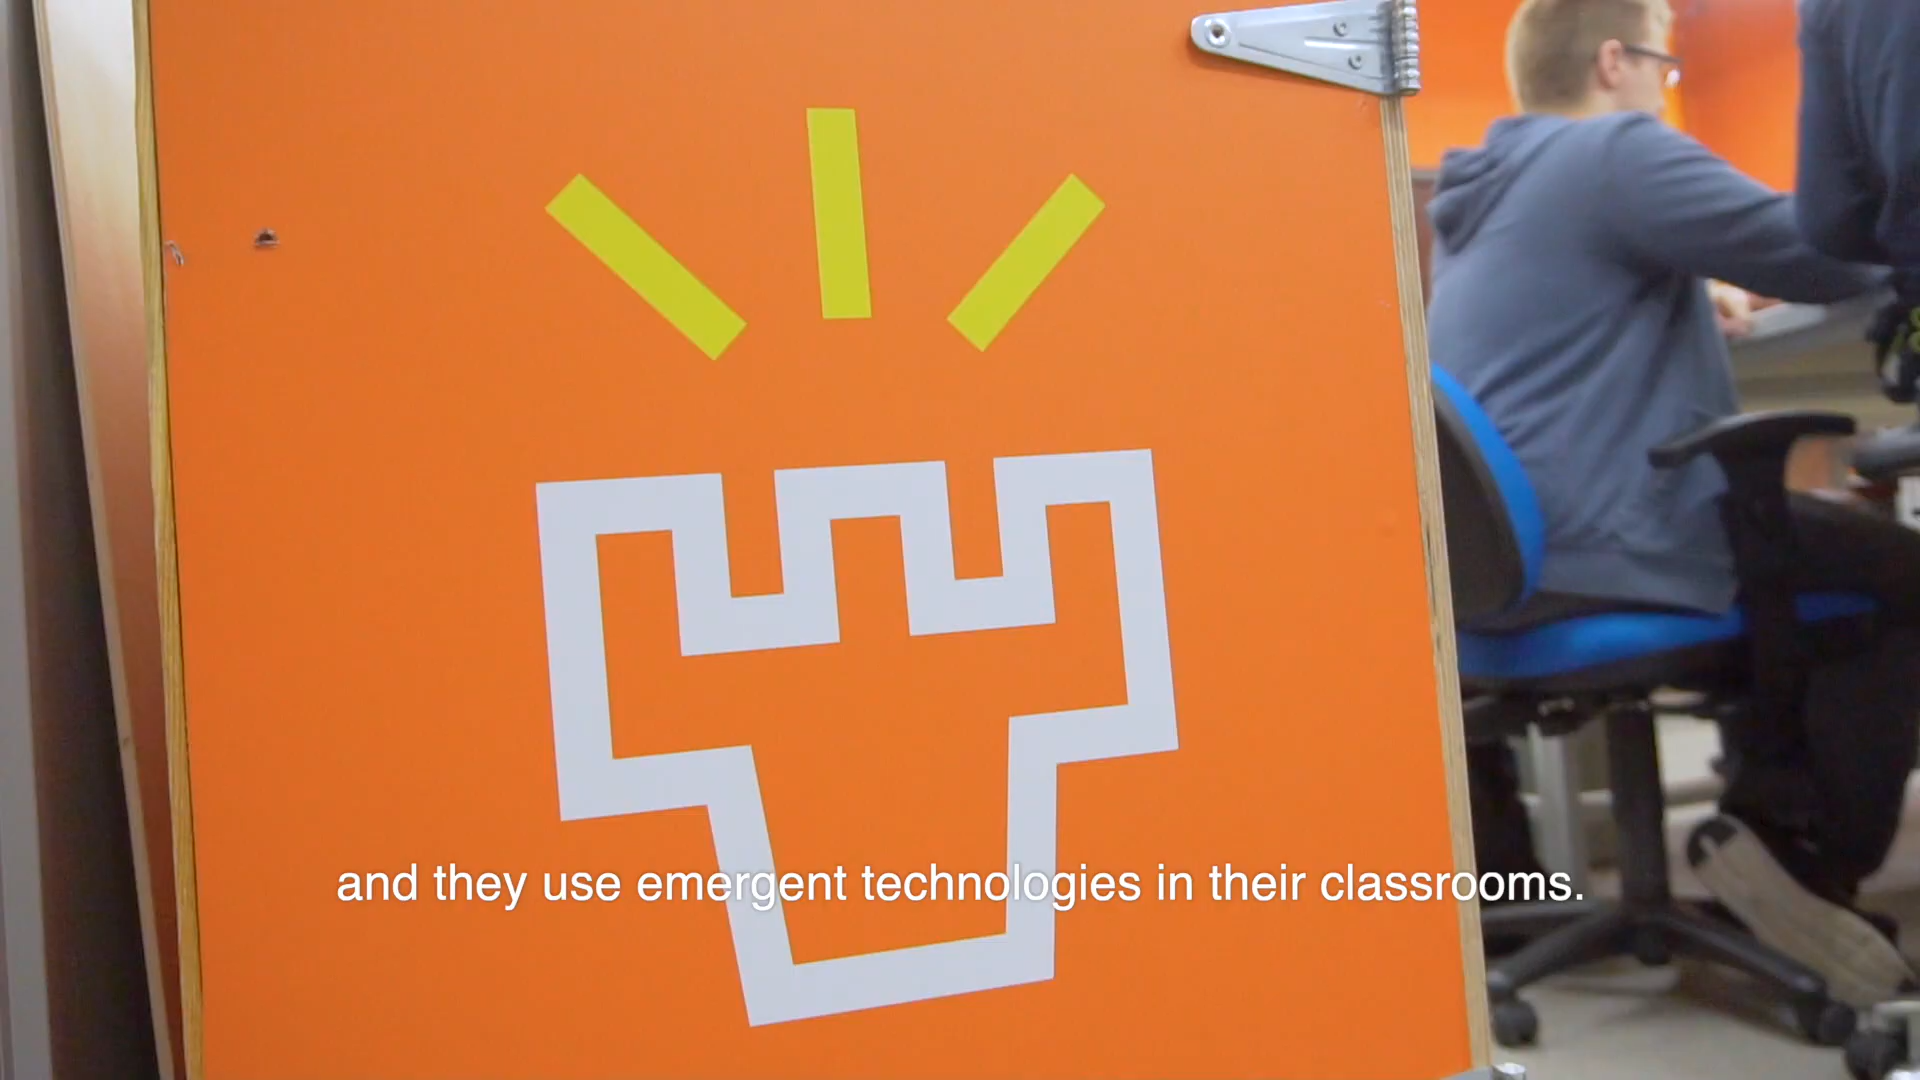 and they use emergent technologies in their classrooms.